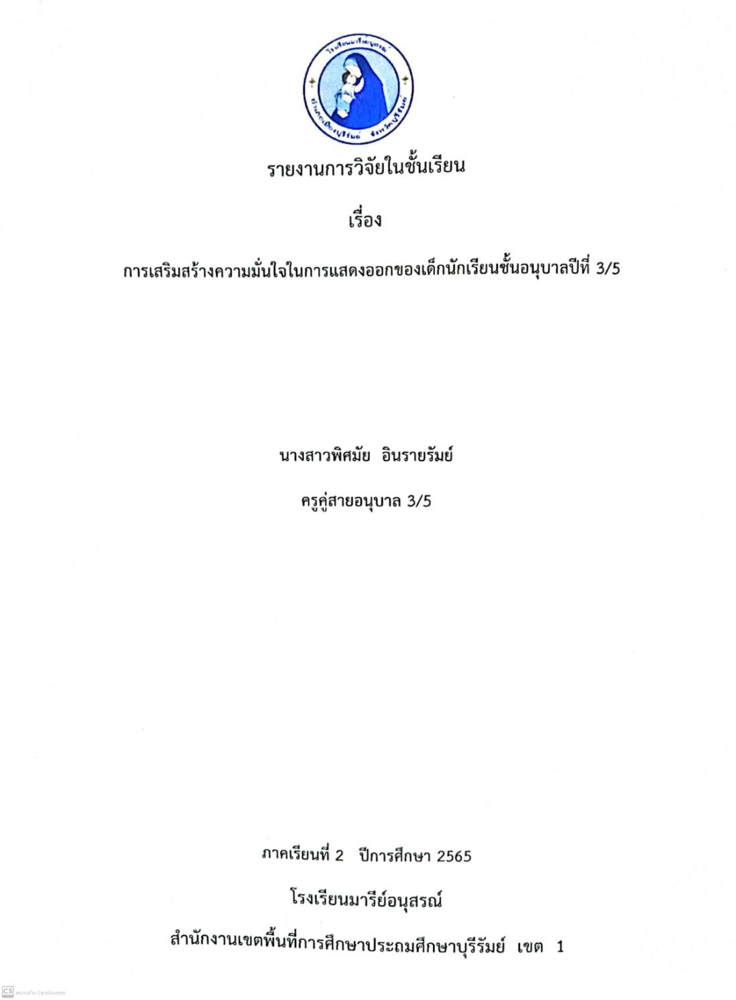 โรงเรียนมารีย์อนุสรณ์
อำเภอเมืองบุรีรัมย์ จังหวัดบุรีรัมย์
รายงานการวิจัยในชั้นเรียน
เรื่อง
การเสริมสร้างความมั่นใจในการแสดงออกของเด็กนักเรียนชั้นอนุบาลปีที่ 3/5
นางสาวพิศมัย อินรายรัมย์
ครูคู่สายอนุบาล 3/5
ภาคเรียนที่ 2 ปีการศึกษา 2565
โรงเรียนมารีย์อนุสรณ์
สำนักงานเขตพื้นที่การศึกษาประถมศึกษาบุรีรัมย์ เขต 1
CS สแกนด้วย CamScanner